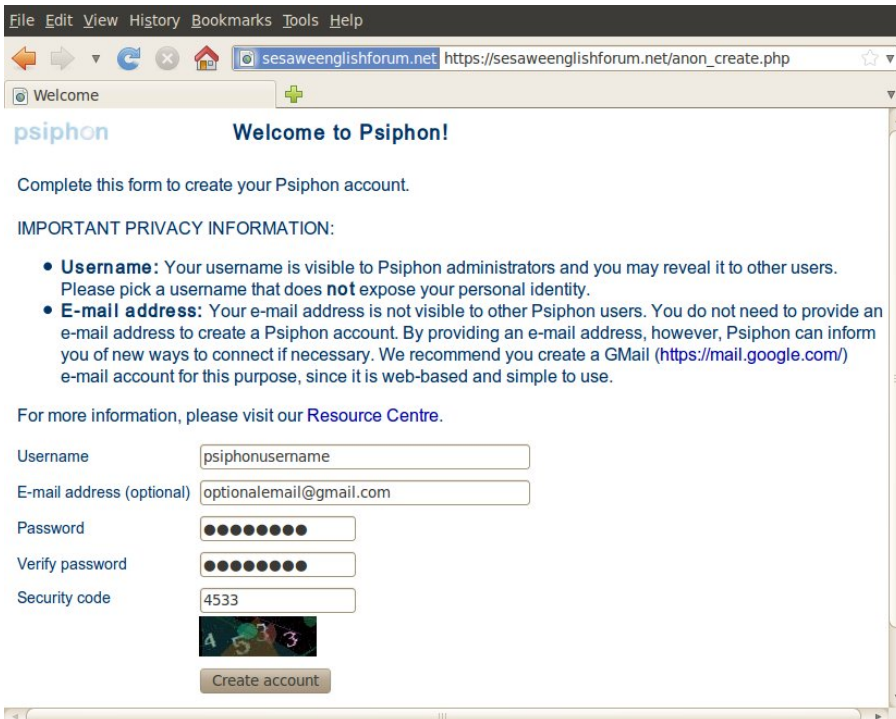 File Edit View History Bookmarks Tools Help
sesaweenglishforum.net https://sesaweenglishforum.net/anon_create.php
Welcome
psiphon Welcome to Psiphon!
Complete this form to create your Psiphon account.
IMPORTANT PRIVACY INFORMATION:
Username: Your username is visible to Psiphon administrators and you may reveal it to other users.
Please pick a username that does not expose your personal identity.
E-mail address: Your e-mail address is not visible to other Psiphon users. You do not need to provide an
e-mail address to create a Psiphon account. By providing an e-mail address, however, Psiphon can inform
you of new ways to connect if necessary. We recommend you create a GMail (https://mail.google.com/)
e-mail account for this purpose, since it is web-based and simple to use.
For more information, please visit our Resource Centre.
Username psiphonusername
E-mail address (optional) optionalemail@gmail.com
Password ●●●●●●●●
Verify password ●●●●●●●●
Security code 4533
4533
Create account